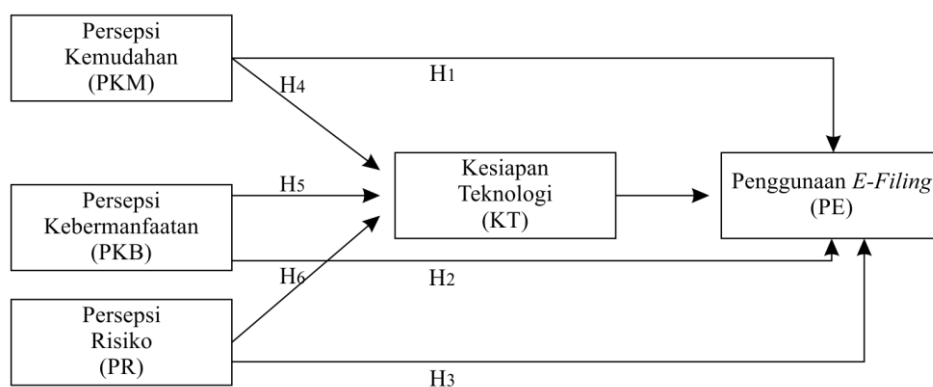 Persepsi
Kemudahan
(PKM)
H1
H4
Kesiapan
Teknologi
(KT)
Penggunaan E-Filing
(PE)
H5
Persepsi
Kebermanfaatan
(PKB)
H6
H2
Persepsi
Risiko
(PR)
H3